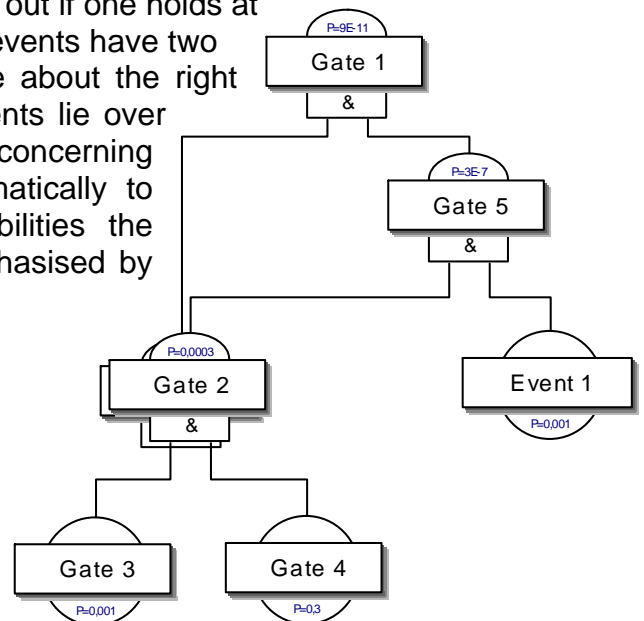 out if one holds at
events have two
about the right
ents lie over
concerning
matically to
bilities the
hasised by
P=9E-11
Gate 1
&
P=3E-7
Gate 5
&
P=0,0003
Gate 2
&
Event 1
P=0,001
Gate 3
P=0,001
Gate 4
P=0,3